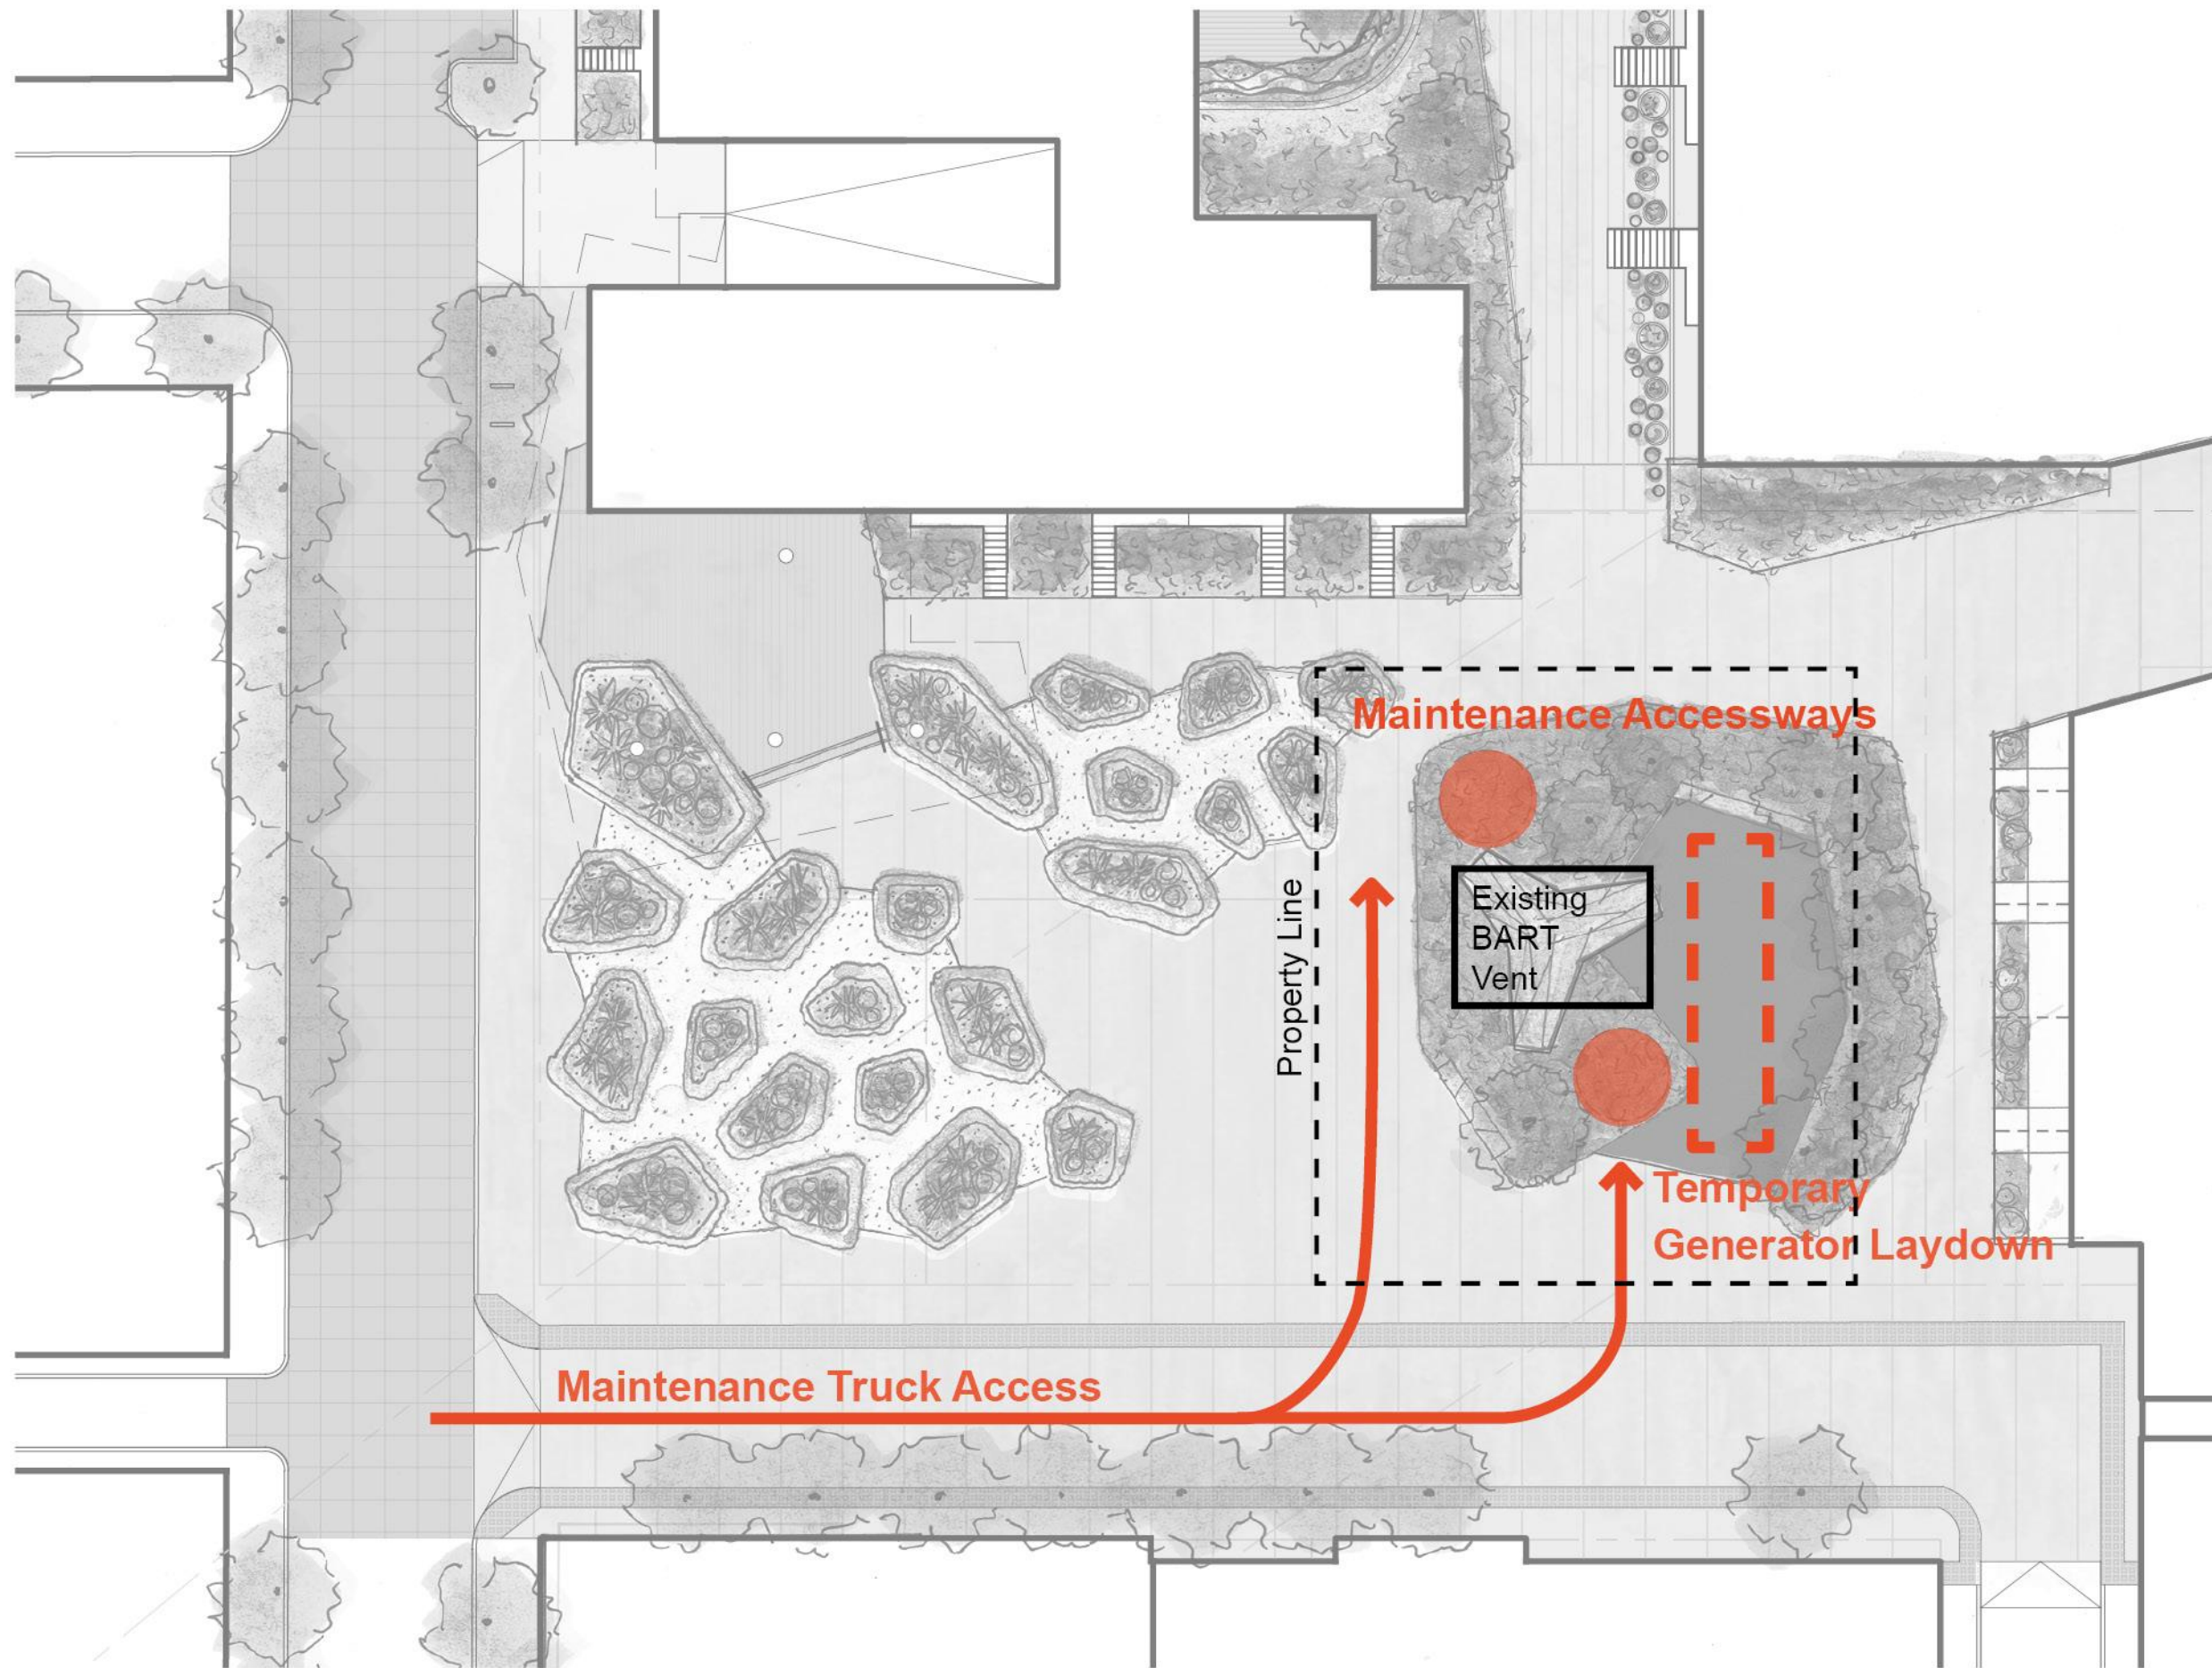 Maintenance Accessways
Existing
BART
Vent
Property Line
Temporary
Generator Laydown
Maintenance Truck Access